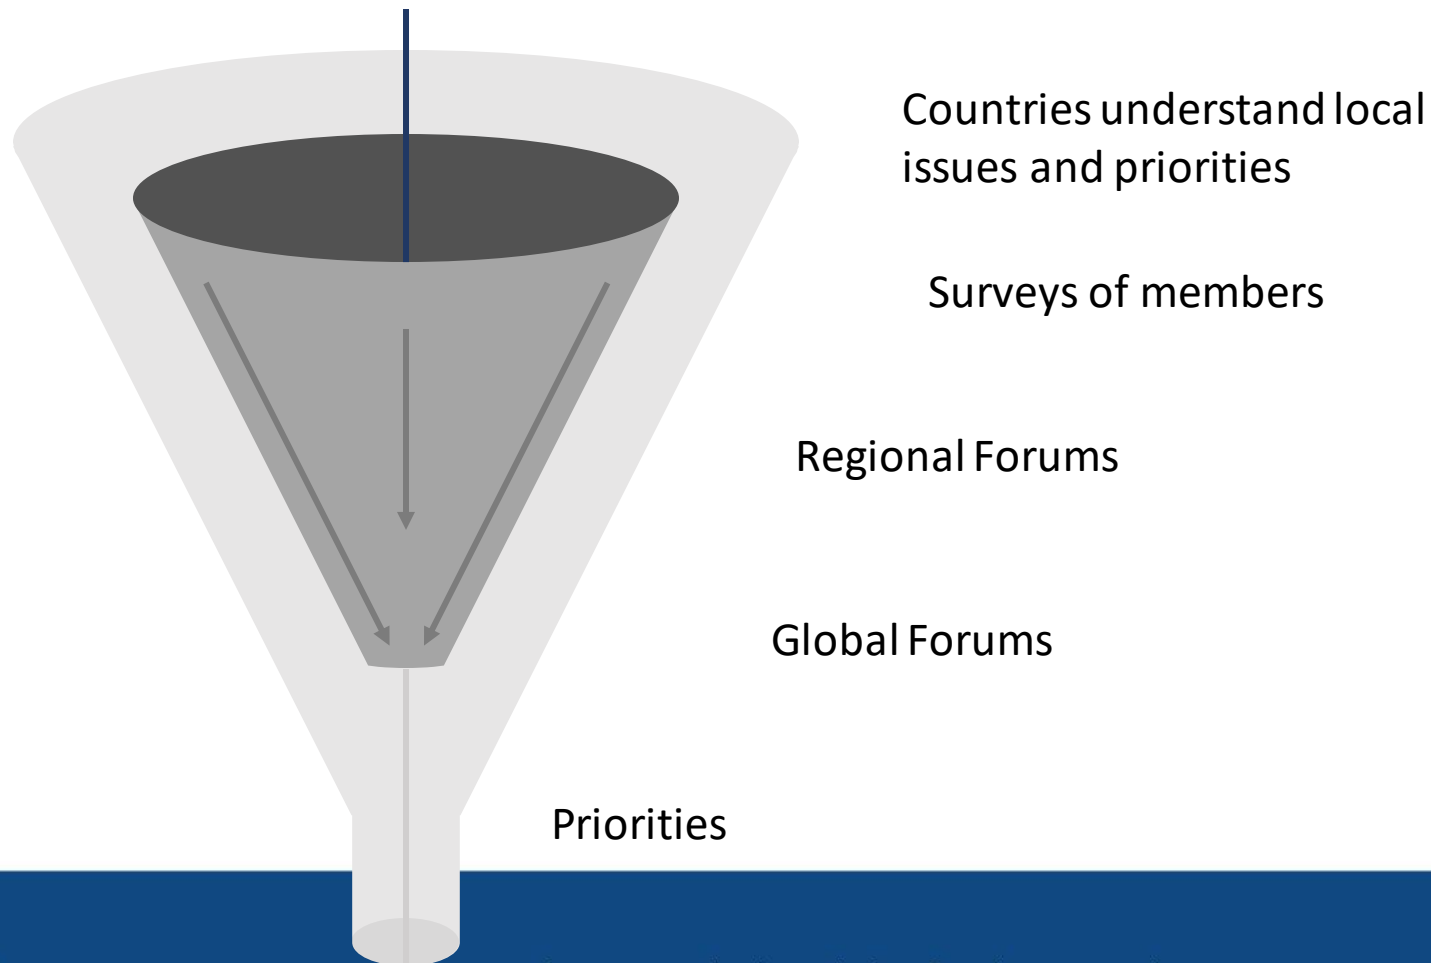 Countries understand local
issues and priorities
Surveys of members
Regional Forums
Global Forums
Priorities